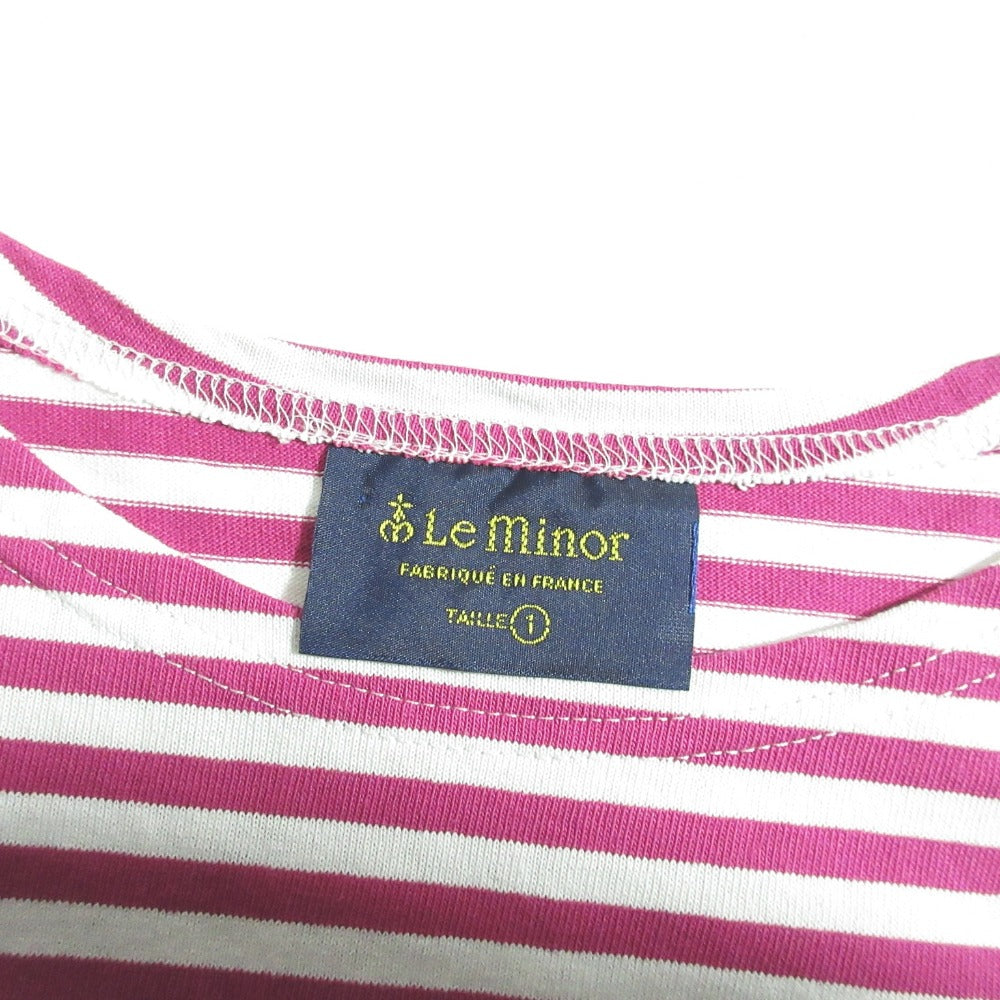 Le Minor
FABRIQUÉ EN FRANCE
TAILLE 1